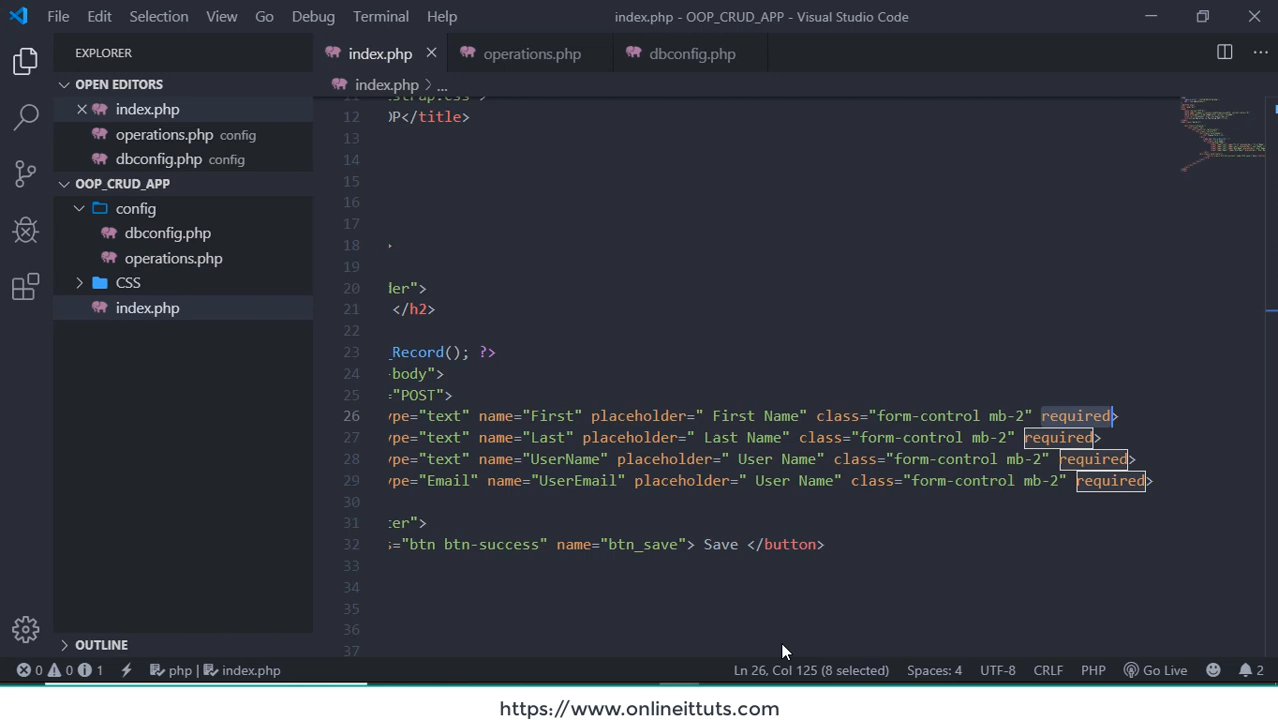 File Edit Selection View Go Debug Terminal Help index.php - OOP_CRUD_APP - Visual Studio Code
EXPLORER
index.php operations.php dbconfig.php
OPEN EDITORS
index.php
operations.php config
dbconfig.php config
OOP_CRUD_APP
config
dbconfig.php
operations.php
CSS
index.php
OUTLINE
index.php > ...
12 OP</title>
13
14
15
16
17
18 >
19
20 der">
21 </h2>
22
23 _Record(); ?>
24 -body">
25 ="POST">
26 ype="text" name="First" placeholder=" First Name" class="form-control mb-2" required>
27 ype="text" name="Last" placeholder=" Last Name" class="form-control mb-2" required>
28 ype="text" name="UserName" placeholder=" User Name" class="form-control mb-2" required>
29 ype="Email" name="UserEmail" placeholder=" User Name" class="form-control mb-2" required>
30
31 ter">
32 s="btn btn-success" name="btn_save"> Save </button>
33
34
35
36
37
0 0 1 php | index.php Ln 26, Col 125 (8 selected) Spaces: 4 UTF-8 CRLF PHP Go Live 2
https://www.onlineittuts.com